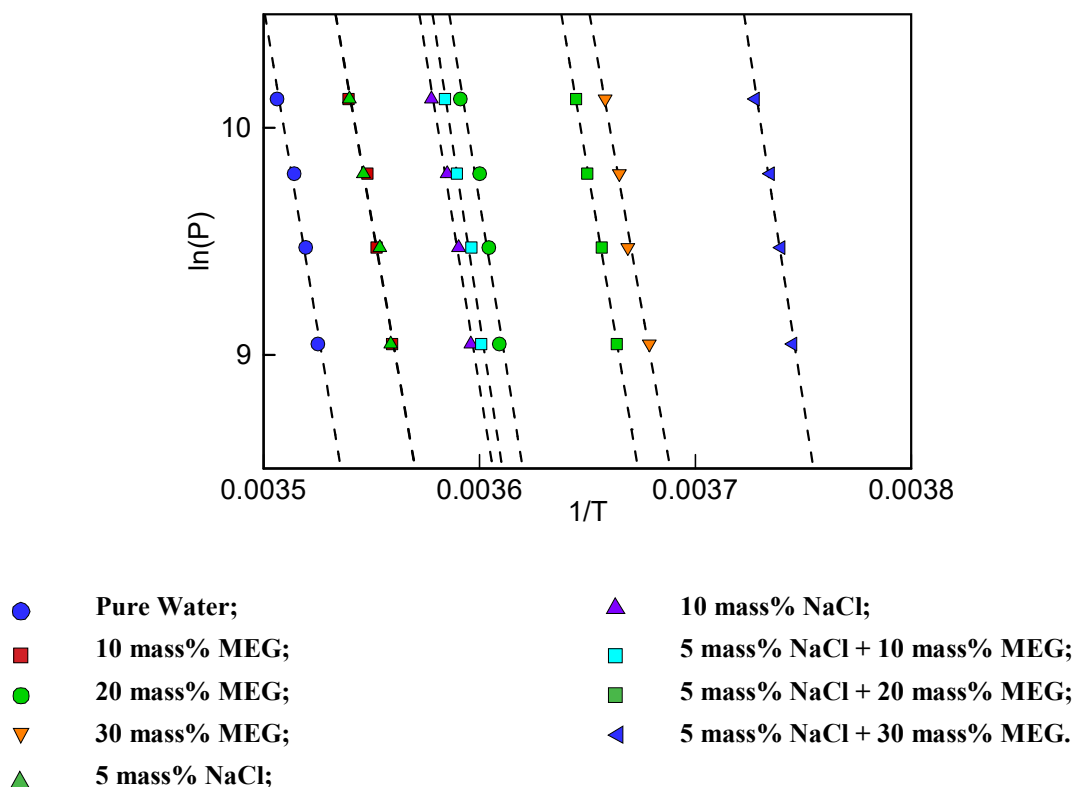 10
9
ln(P)
0.0035
0.0036
0.0037
0.0038
1/T
Pure Water;
10 mass% MEG;
20 mass% MEG;
30 mass% MEG;
5 mass% NaCl;
10 mass% NaCl;
5 mass% NaCl + 10 mass% MEG;
5 mass% NaCl + 20 mass% MEG;
5 mass% NaCl + 30 mass% MEG.